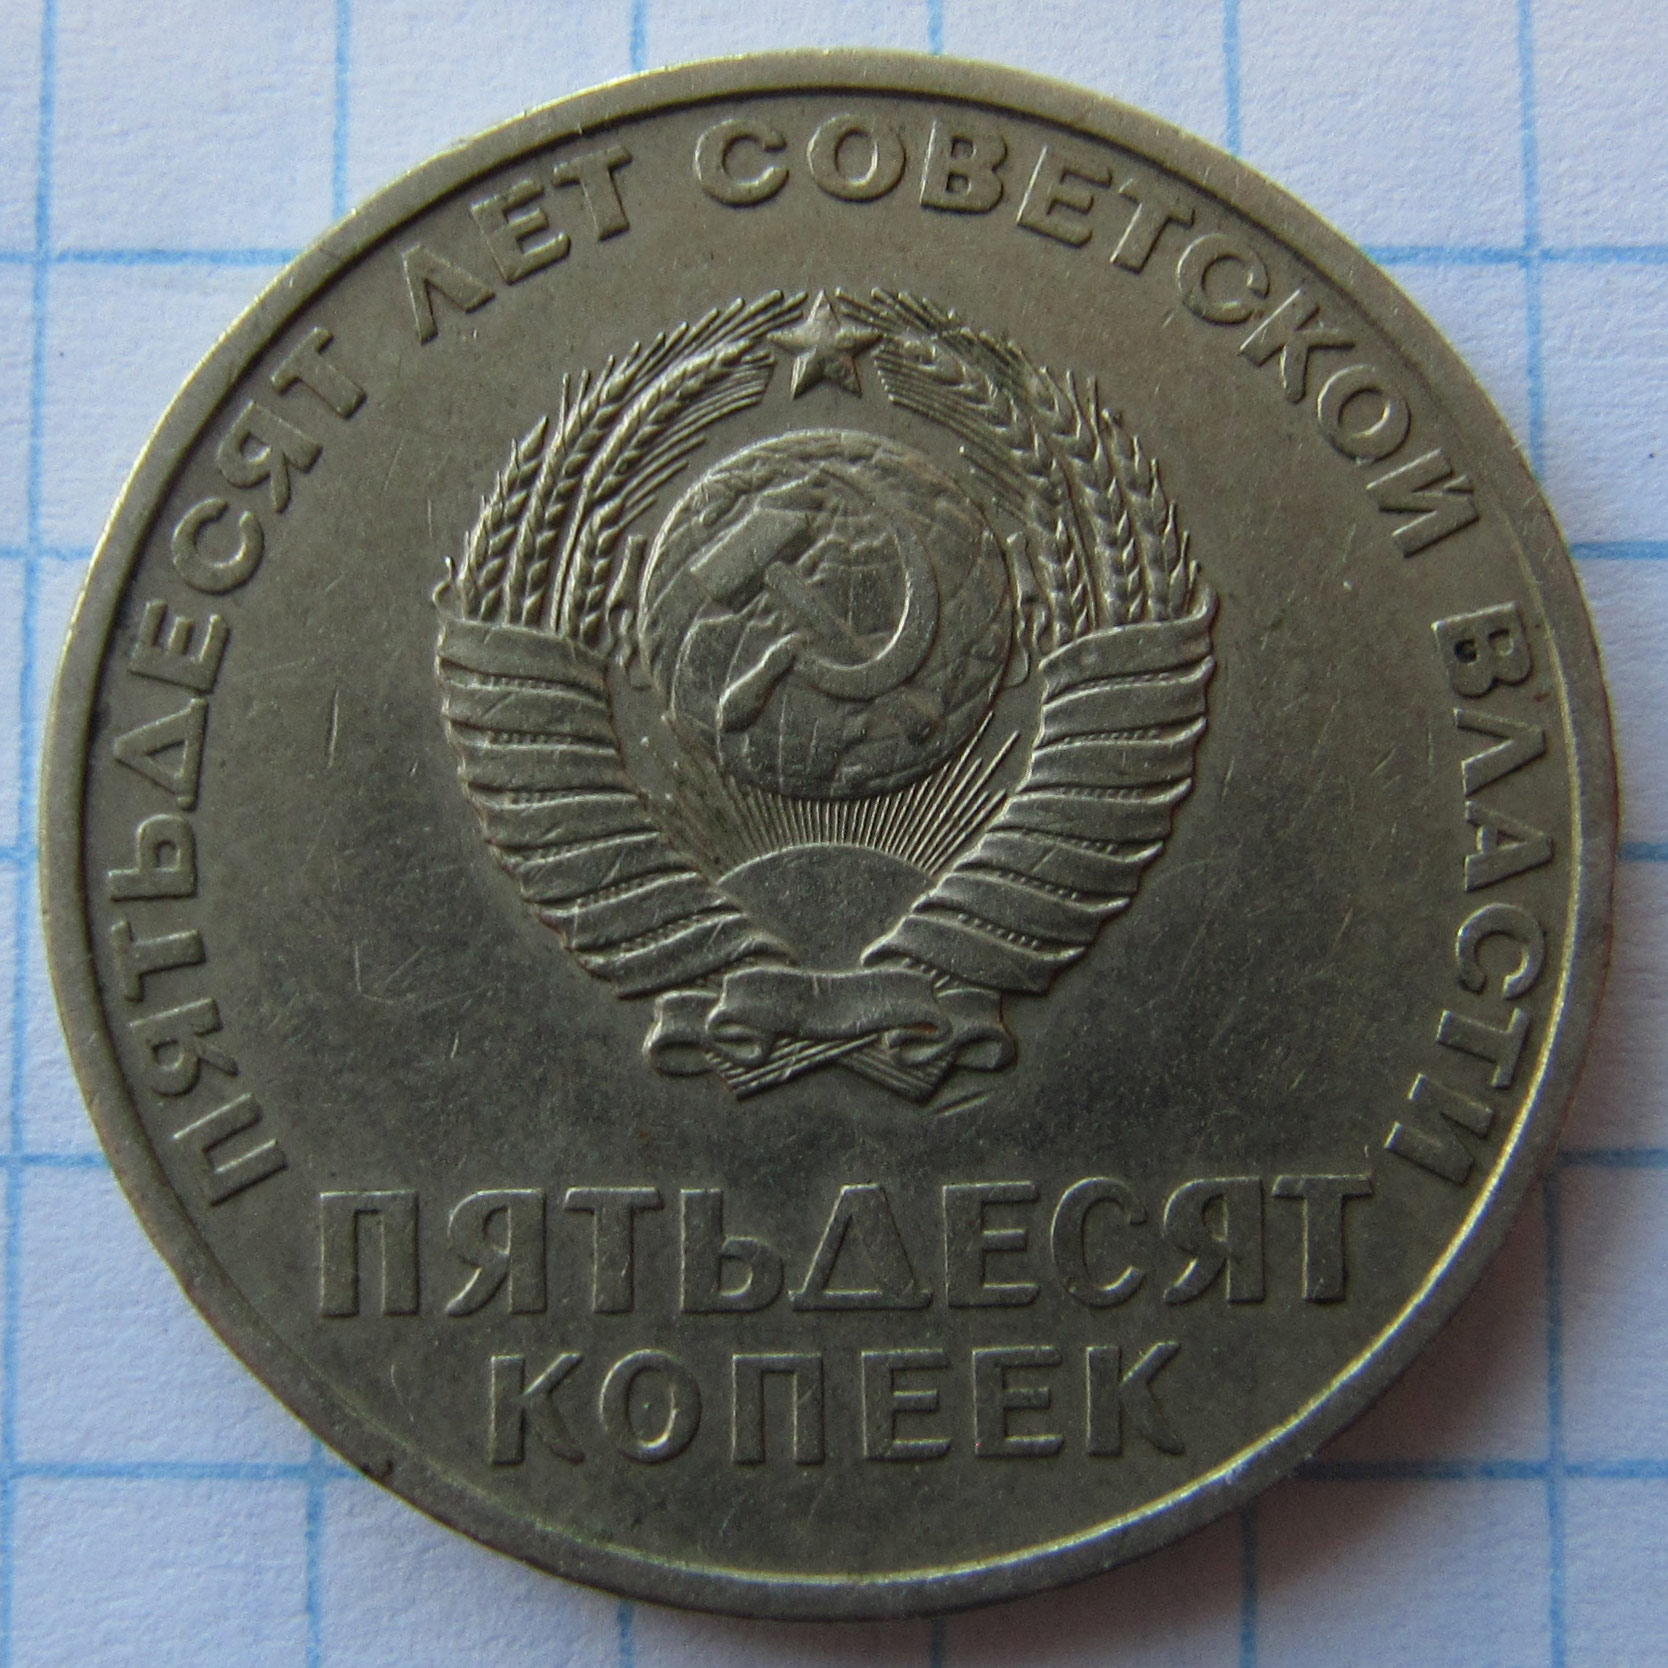 ПЯТЬДЕСЯТ ЛЕТ СОВЕТСКОЙ ВЛАСТИ
ПЯТЬДЕСЯТ
КОПЕЕК